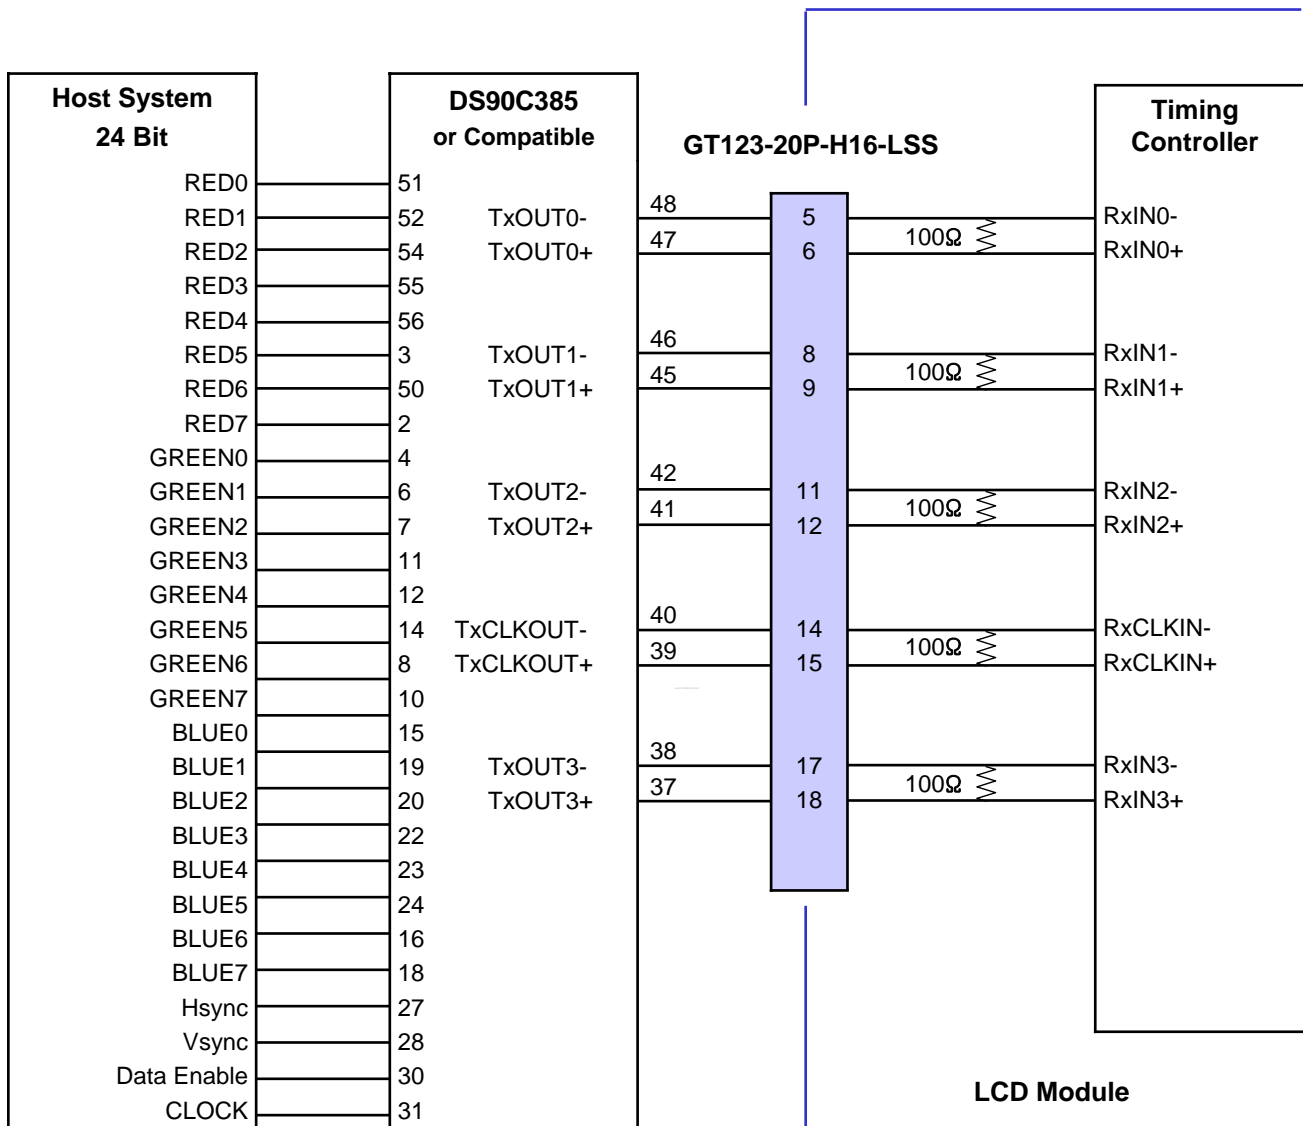 Host System
24 Bit
DS90C385
or Compatible
GT123-20P-H16-LSS
Timing
Controller
RED0 51
RED1 52 TxOUT0- 48 5 RxIN0-
100Ω
RED2 54 TxOUT0+ 47 6 RxIN0+
RED3 55
RED4 56
RED5 3 TxOUT1- 46 8 RxIN1-
100Ω
RED6 50 TxOUT1+ 45 9 RxIN1+
RED7 2
GREEN0 4
GREEN1 6 TxOUT2- 42 11 RxIN2-
100Ω
GREEN2 7 TxOUT2+ 41 12 RxIN2+
GREEN3 11
GREEN4 12
GREEN5 14 TxCLKOUT- 40 14 RxCLKIN-
100Ω
GREEN6 8 TxCLKOUT+ 39 15 RxCLKIN+
GREEN7 10
BLUE0 15
BLUE1 19 TxOUT3- 38 17 RxIN3-
100Ω
BLUE2 20 TxOUT3+ 37 18 RxIN3+
BLUE3 22
BLUE4 23
BLUE5 24
BLUE6 16
BLUE7 18
Hsync 27
Vsync 28
Data Enable 30
CLOCK 31
LCD Module